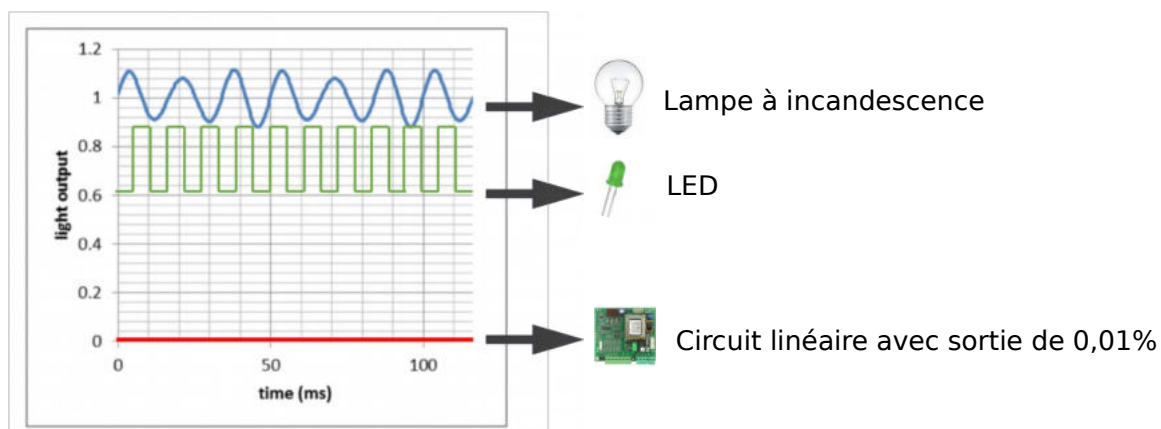 1.2
1
0.8
0.6
0.4
0.2
0
light output
0
50
100
time (ms)
Lampe à incandescence
LED
Circuit linéaire avec sortie de 0,01%